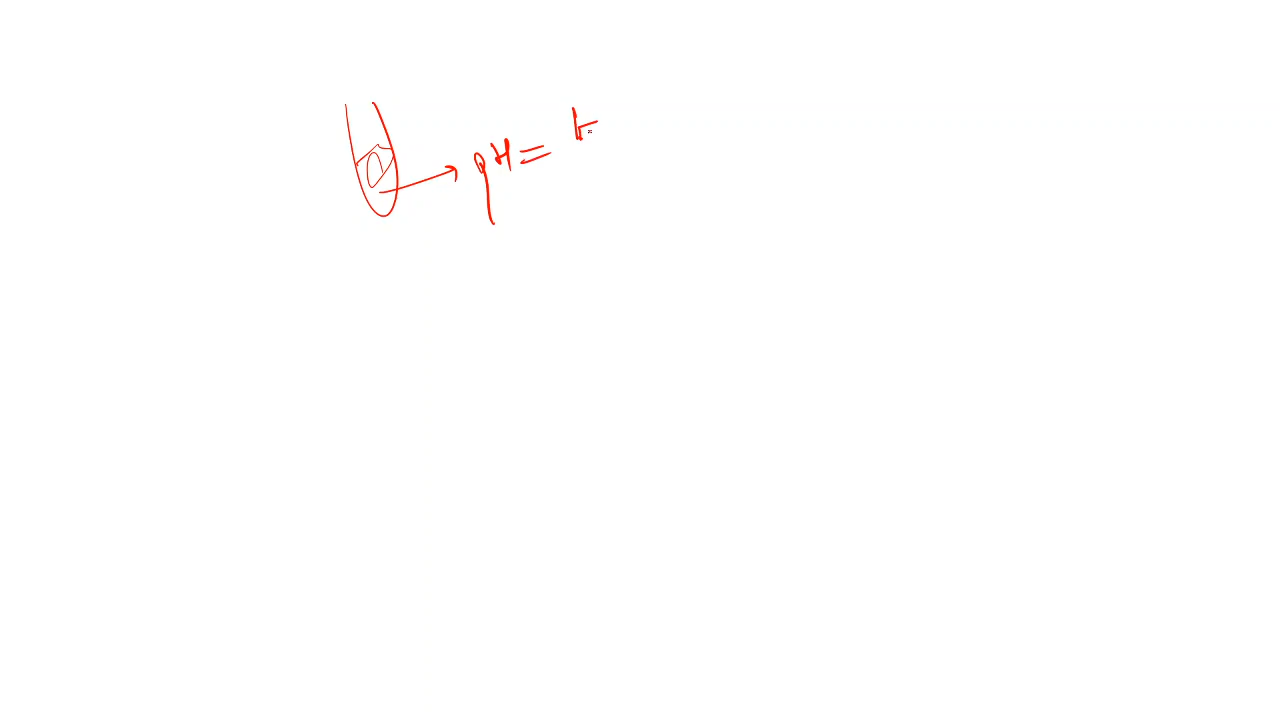 pH =